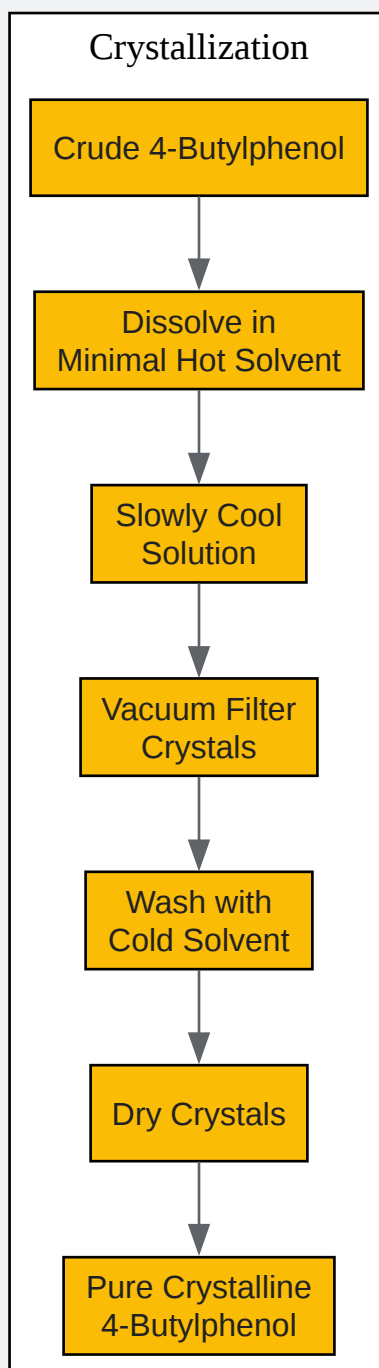 Crystallization
Crude 4-Butylphenol
Dissolve in
Minimal Hot Solvent
Slowly Cool
Solution
Vacuum Filter
Crystals
Wash with
Cold Solvent
Dry Crystals
Pure Crystalline
4-Butylphenol